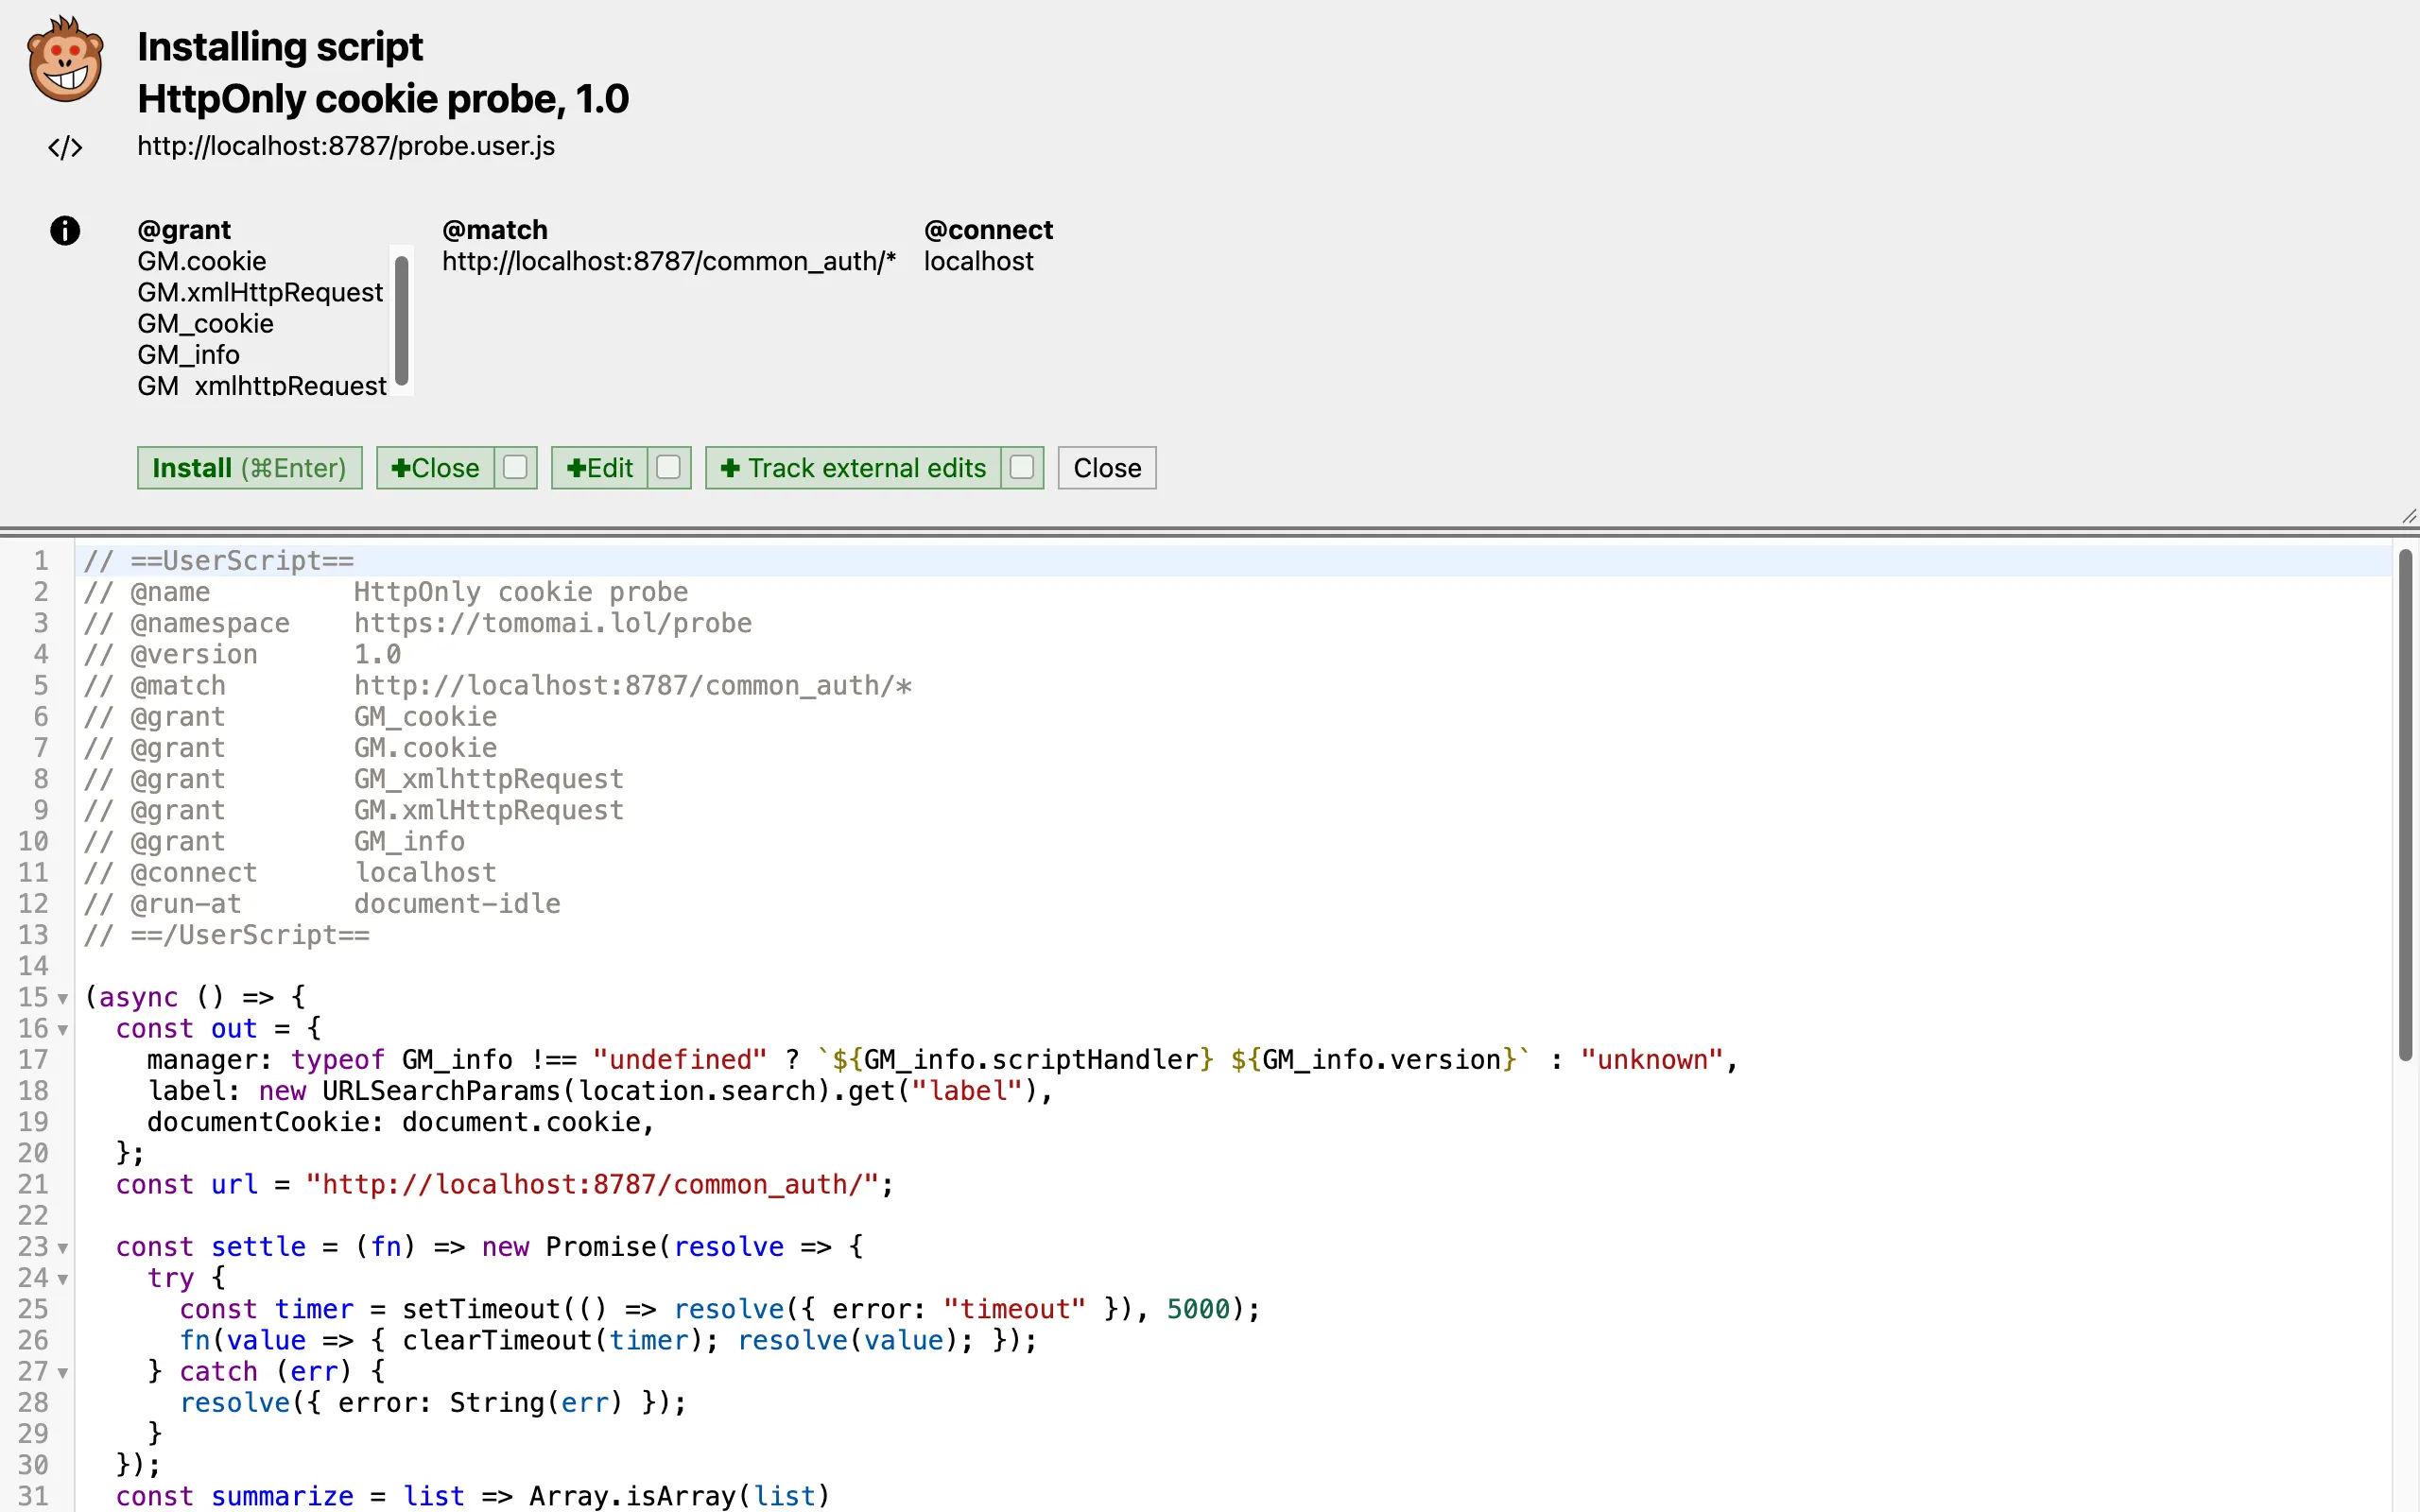 Installing script
HttpOnly cookie probe, 1.0
</> http://localhost:8787/probe.user.js
@grant
GM.cookie
GM.xmlHttpRequest
GM_cookie
GM_info
GM_xmlhttpRequest
@match
http://localhost:8787/common_auth/*
@connect
localhost
Install (⌘Enter) ✚Close ✚Edit ✚ Track external edits Close
1 // ==UserScript==
2 // @name         HttpOnly cookie probe
3 // @namespace    https://tomomai.lol/probe
4 // @version      1.0
5 // @match        http://localhost:8787/common_auth/*
6 // @grant        GM_cookie
7 // @grant        GM.cookie
8 // @grant        GM_xmlhttpRequest
9 // @grant        GM.xmlHttpRequest
10 // @grant        GM_info
11 // @connect      localhost
12 // @run-at       document-idle
13 // ==/UserScript==
14
15 (async () => {
16   const out = {
17     manager: typeof GM_info !== "undefined" ? `${GM_info.scriptHandler} ${GM_info.version}` : "unknown",
18     label: new URLSearchParams(location.search).get("label"),
19     documentCookie: document.cookie,
20   };
21   const url = "http://localhost:8787/common_auth/";
22
23   const settle = (fn) => new Promise(resolve => {
24     try {
25       const timer = setTimeout(() => resolve({ error: "timeout" }), 5000);
26       fn(value => { clearTimeout(timer); resolve(value); });
27     } catch (err) {
28       resolve({ error: String(err) });
29     }
30   });
31   const summarize = list => Array.isArray(list)